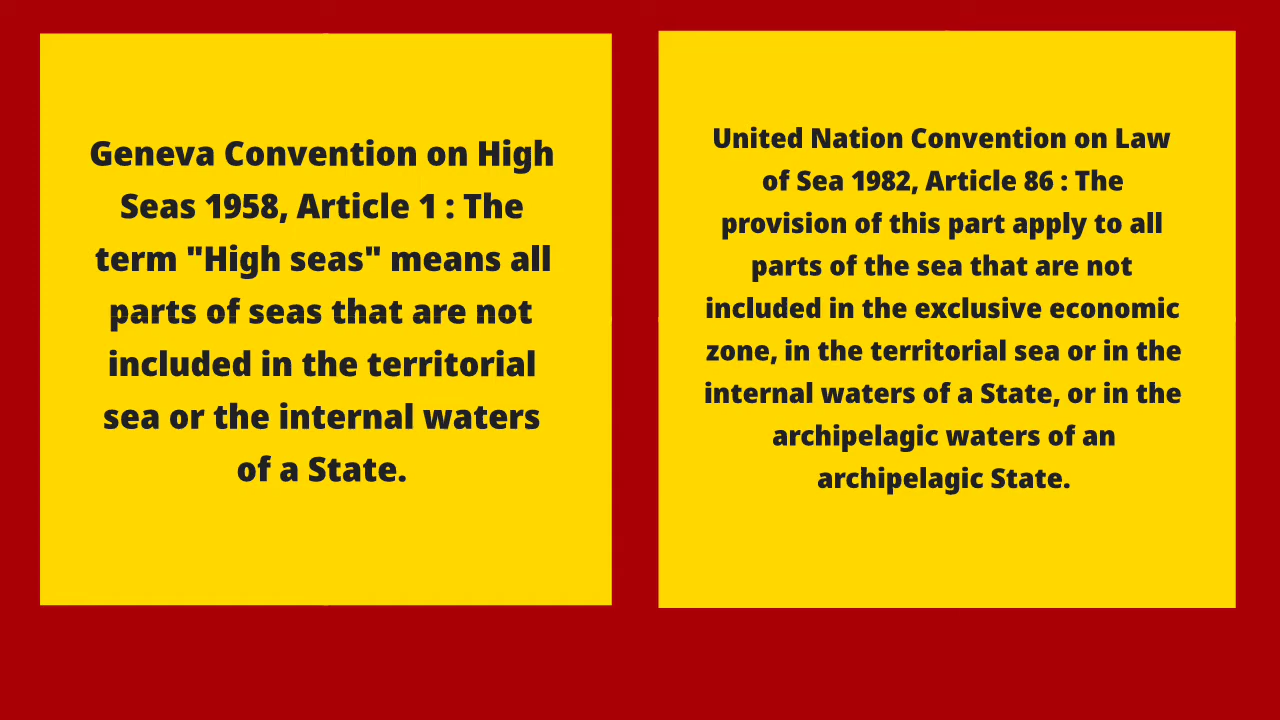 Geneva Convention on High
Seas 1958, Article 1 : The
term "High seas" means all
parts of seas that are not
included in the territorial
sea or the internal waters
of a State.
United Nation Convention on Law
of Sea 1982, Article 86 : The
provision of this part apply to all
parts of the sea that are not
included in the exclusive economic
zone, in the territorial sea or in the
internal waters of a State, or in the
archipelagic waters of an
archipelagic State.